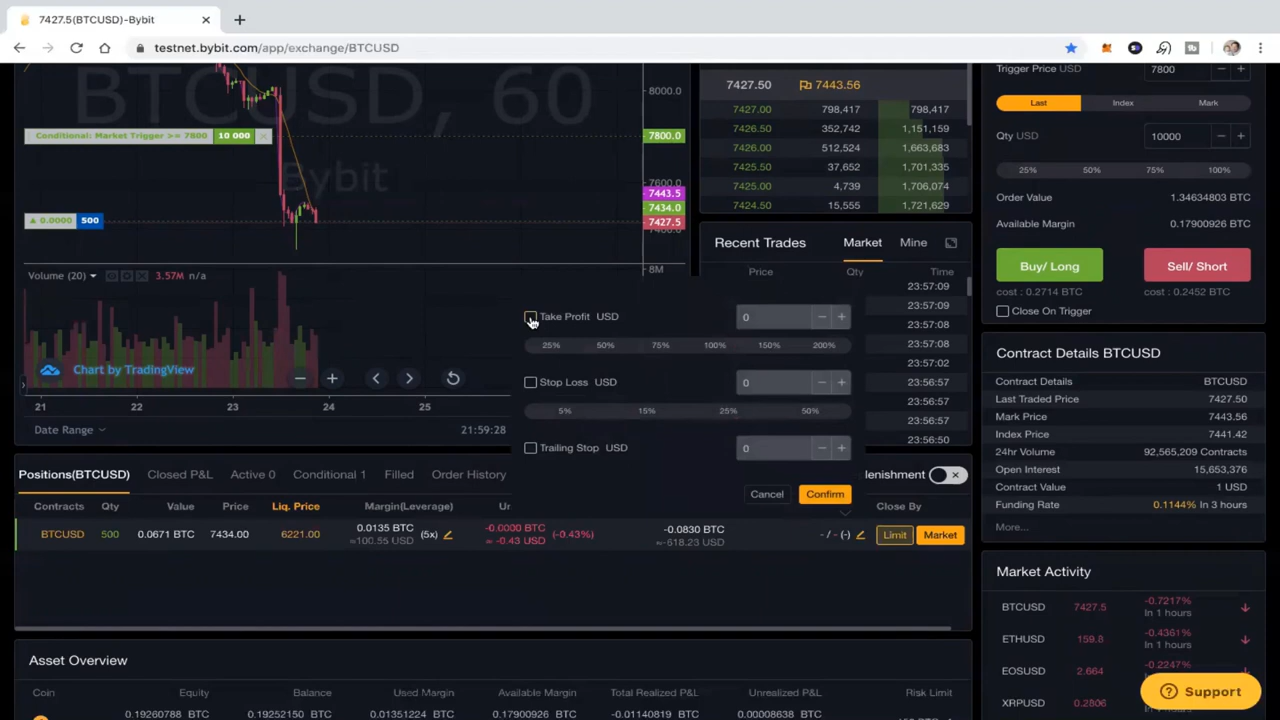 7427.5(BTCUSD)-Bybit
testnet.bybit.com/app/exchange/BTCUSD
BTCUSD, 60
Bybit
Conditional: Market Trigger >= 7800 10 000
▲ 0.0000 500
8000.0
7800.0
7600.0
7443.5
7434.0
7427.5
8M
Volume (20) 3.57M n/a
Chart by TradingView
21 22 23 24 25
Date Range 21:59:28
7427.50 7443.56
7427.00 798,417 798,417
7426.50 352,742 1,151,159
7426.00 512,524 1,663,683
7425.50 37,652 1,701,335
7425.00 4,739 1,706,074
7424.50 15,555 1,721,629
Recent Trades Market Mine
Price Qty Time
23:57:09
23:57:09
23:57:08
23:57:08
23:57:02
23:56:57
23:56:57
23:56:57
23:56:50
Take Profit USD 0
25% 50% 75% 100% 150% 200%
Stop Loss USD 0
5% 15% 25% 50%
Trailing Stop USD 0
Cancel Confirm
Trigger Price USD 7800
Last Index Mark
Qty USD 10000
25% 50% 75% 100%
Order Value 1.34634803 BTC
Available Margin 0.17900926 BTC
Buy/ Long Sell/ Short
cost : 0.2714 BTC cost : 0.2452 BTC
Close On Trigger
Contract Details BTCUSD
Contract Details BTCUSD
Last Traded Price 7427.50
Mark Price 7443.56
Index Price 7441.42
24hr Volume 92,565,209 Contracts
Open Interest 15,653,376
Contract Value 1 USD
Funding Rate 0.1144% In 3 hours
More...
Positions(BTCUSD) Closed P&L Active 0 Conditional 1 Filled Order History lenishment
Contracts Qty Value Price Liq. Price Margin(Leverage) Ur Close By
BTCUSD 500 0.0671 BTC 7434.00 6221.00 0.0135 BTC (5x) -0.0000 BTC (-0.43%) -0.0830 BTC - / - (-) Limit Market
≈100.55 USD ≈ -0.43 USD ≈-618.23 USD
Market Activity
BTCUSD 7427.5 -0.7217% In 1 hours
ETHUSD 159.8 -0.4361% In 1 hours
EOSUSD 2.664 -0.2247% In 1 hours
XRPUSD 0.2806
Support
Asset Overview
Coin Equity Balance Used Margin Available Margin Total Realized P&L Unrealized P&L Risk Limit
0.19260788 BTC 0.19252150 BTC 0.01351224 BTC 0.17900926 BTC -0.01140819 BTC 0.00008638 BTC